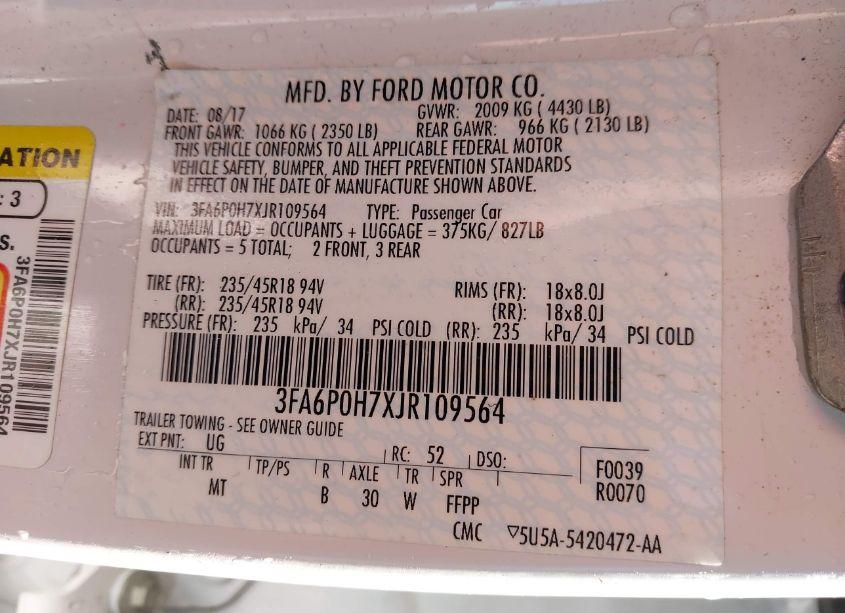 MFD. BY FORD MOTOR CO.
DATE: 08/17 GVWR: 2009 KG ( 4430 LB)
FRONT GAWR: 1066 KG ( 2350 LB) REAR GAWR: 966 KG ( 2130 LB)
THIS VEHICLE CONFORMS TO ALL APPLICABLE FEDERAL MOTOR
VEHICLE SAFETY, BUMPER, AND THEFT PREVENTION STANDARDS
IN EFFECT ON THE DATE OF MANUFACTURE SHOWN ABOVE.
VIN: 3FA6P0H7XJR109564 TYPE: Passenger Car
MAXIMUM LOAD = OCCUPANTS + LUGGAGE = 375KG/ 827LB
OCCUPANTS = 5 TOTAL; 2 FRONT, 3 REAR
TIRE (FR): 235/45R18 94V RIMS (FR): 18x8.0J
(RR): 235/45R18 94V (RR): 18x8.0J
PRESSURE (FR): 235 kPa/ 34 PSI COLD (RR): 235 kPa/ 34 PSI COLD
3FA6P0H7XJR109564
TRAILER TOWING - SEE OWNER GUIDE
EXT PNT: UG RC: 52 DSO: F0039
INT TR TP/PS R AXLE TR SPR R0070
MT B 30 W FFPP
CMC ▽5U5A-5420472-AA
ATION
: 3
S.
3FA6P0H7XJR109564